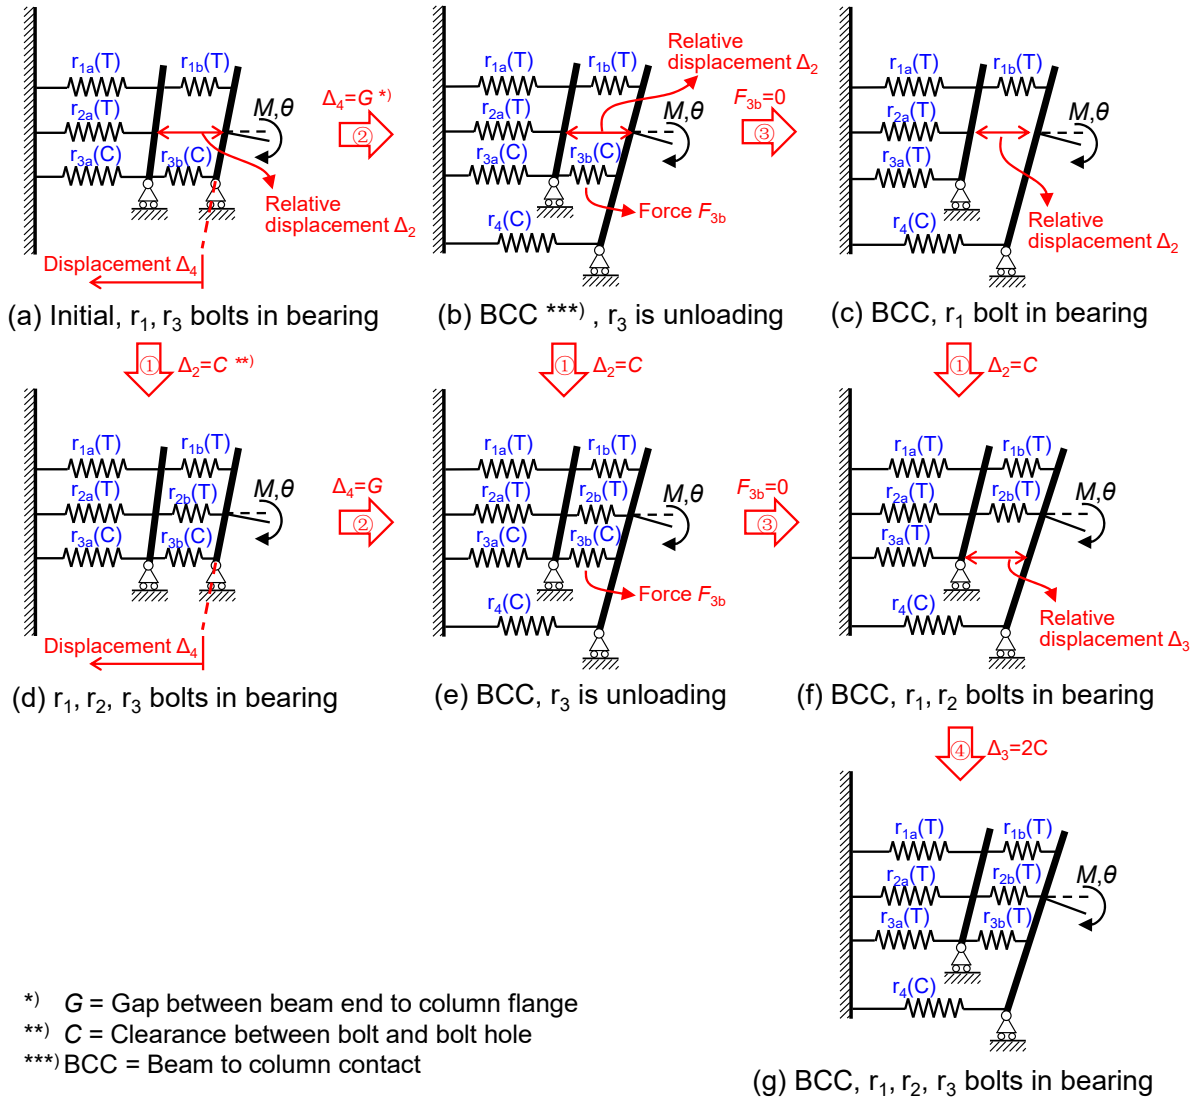 r1a(T)
r1b(T)
r2a(T)
M,θ
r3a(C)
r3b(C)
Relative
displacement Δ2
Displacement Δ4
(a) Initial, r1, r3 bolts in bearing
Δ4=G *)
②
r1a(T)
r1b(T)
Relative
displacement Δ2
r2a(T)
M,θ
r3a(C)
r3b(C)
Force F3b
r4(C)
(b) BCC ***) , r3 is unloading
F3b=0
③
r1a(T)
r1b(T)
r2a(T)
M,θ
r3a(T)
r4(C)
Relative
displacement Δ2
(c) BCC, r1 bolt in bearing
① Δ2=C **)
① Δ2=C
① Δ2=C
r1a(T)
r1b(T)
r2a(T)
r2b(T)
M,θ
r3a(C)
r3b(C)
Displacement Δ4
(d) r1, r2, r3 bolts in bearing
Δ4=G
②
r1a(T)
r1b(T)
r2a(T)
r2b(T)
M,θ
r3a(C)
r3b(C)
Force F3b
r4(C)
(e) BCC, r3 is unloading
F3b=0
③
r1a(T)
r1b(T)
r2a(T)
r2b(T)
M,θ
r3a(T)
r4(C)
Relative
displacement Δ3
(f) BCC, r1, r2 bolts in bearing
④ Δ3=2C
r1a(T)
r1b(T)
r2a(T)
r2b(T)
M,θ
r3a(T)
r3b(T)
r4(C)
(g) BCC, r1, r2, r3 bolts in bearing
*) G = Gap between beam end to column flange
**) C = Clearance between bolt and bolt hole
***) BCC = Beam to column contact